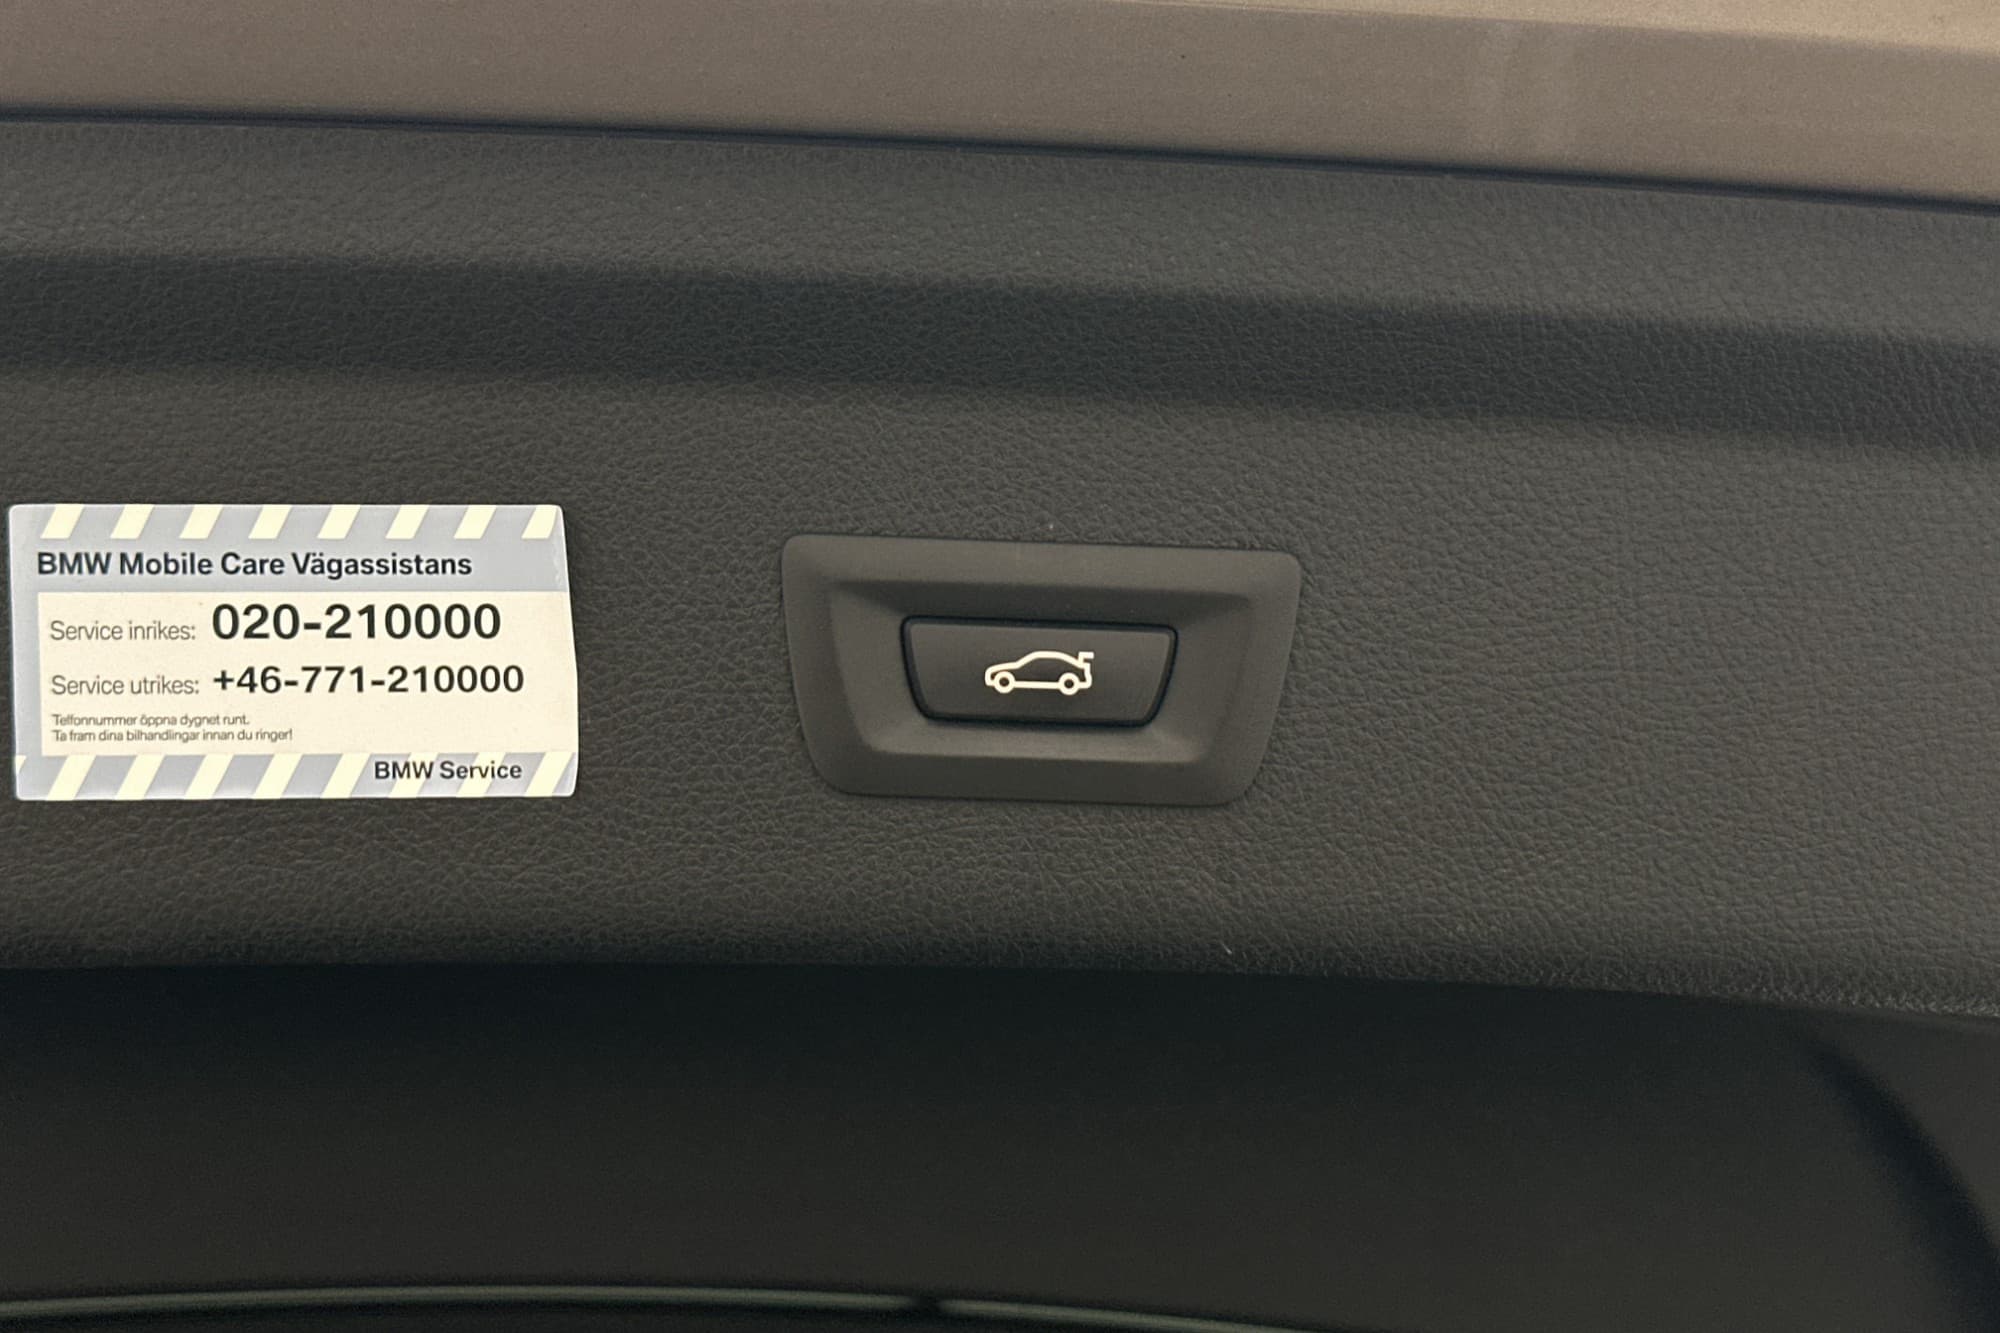 BMW Mobile Care Vägassistans
Service inrikes: 020-210000
Service utrikes: +46-771-210000
Telfonnummer öppna dygnet runt.
Ta fram dina bilhandlingar innan du ringer!
BMW Service